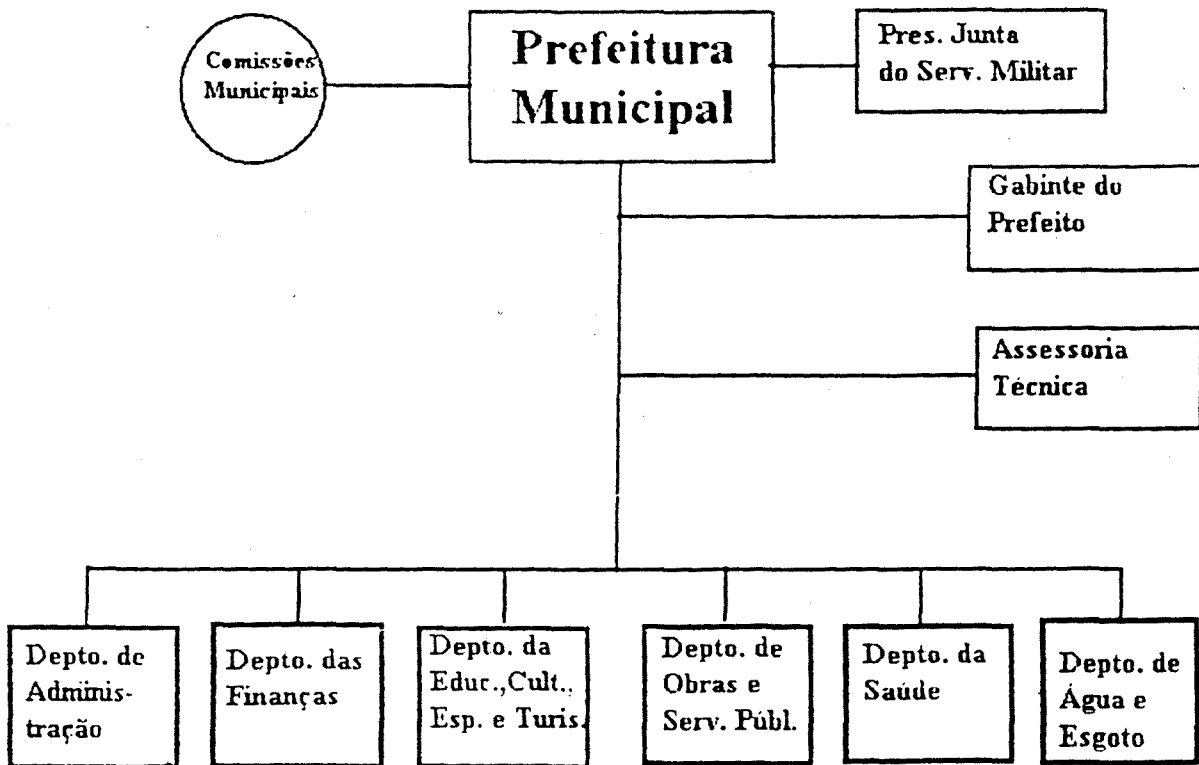 Comissões
Municipais
Prefeitura
Municipal
Pres. Junta
do Serv. Militar
Gabinte do
Prefeito
Assessoria
Técnica
Depto. de
Adminis-
tração
Depto. das
Finanças
Depto. da
Educ.,Cult.,
Esp. e Turis.
Depto. de
Obras e
Serv. Públ.
Depto. da
Saúde
Depto. de
Água e
Esgoto